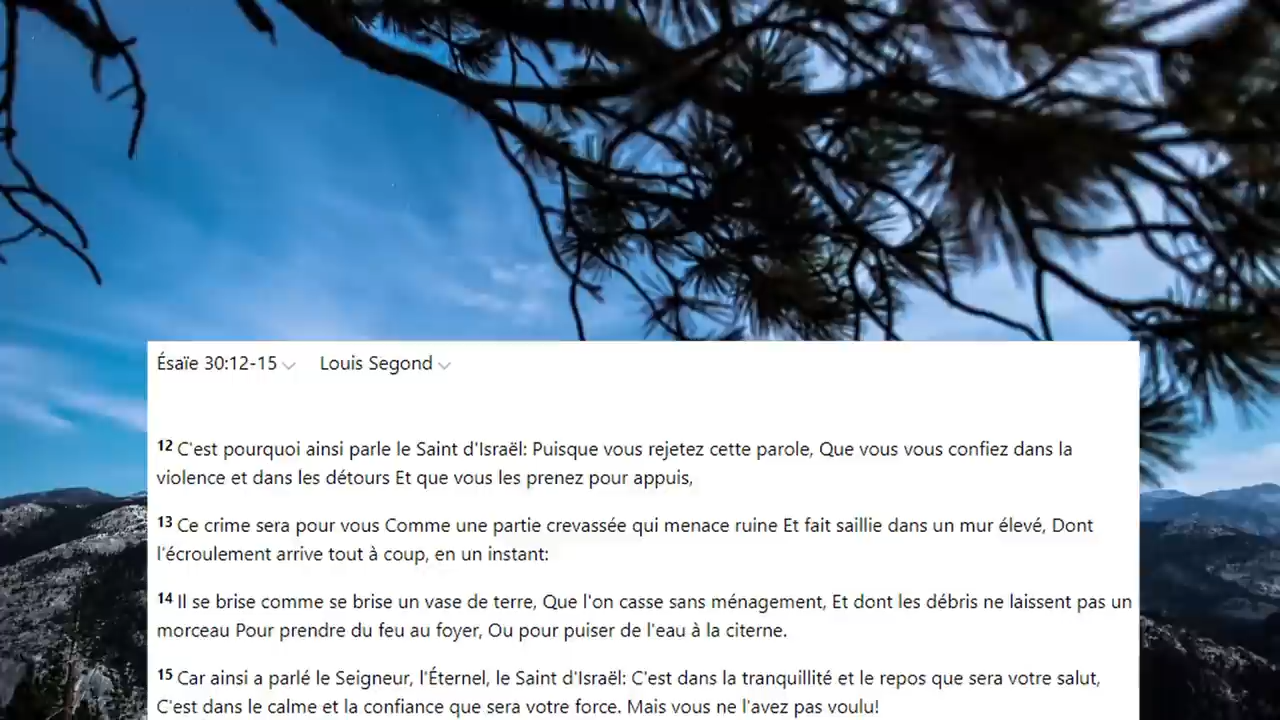 Ésaïe 30:12-15 Louis Segond
12 C'est pourquoi ainsi parle le Saint d'Israël: Puisque vous rejetez cette parole, Que vous vous confiez dans la
violence et dans les détours Et que vous les prenez pour appuis,
13 Ce crime sera pour vous Comme une partie crevassée qui menace ruine Et fait saillie dans un mur élevé, Dont
l'écroulement arrive tout à coup, en un instant:
14 Il se brise comme se brise un vase de terre, Que l'on casse sans ménagement, Et dont les débris ne laissent pas un
morceau Pour prendre du feu au foyer, Ou pour puiser de l'eau à la citerne.
15 Car ainsi a parlé le Seigneur, l'Éternel, le Saint d'Israël: C'est dans la tranquillité et le repos que sera votre salut,
C'est dans le calme et la confiance que sera votre force. Mais vous ne l'avez pas voulu!